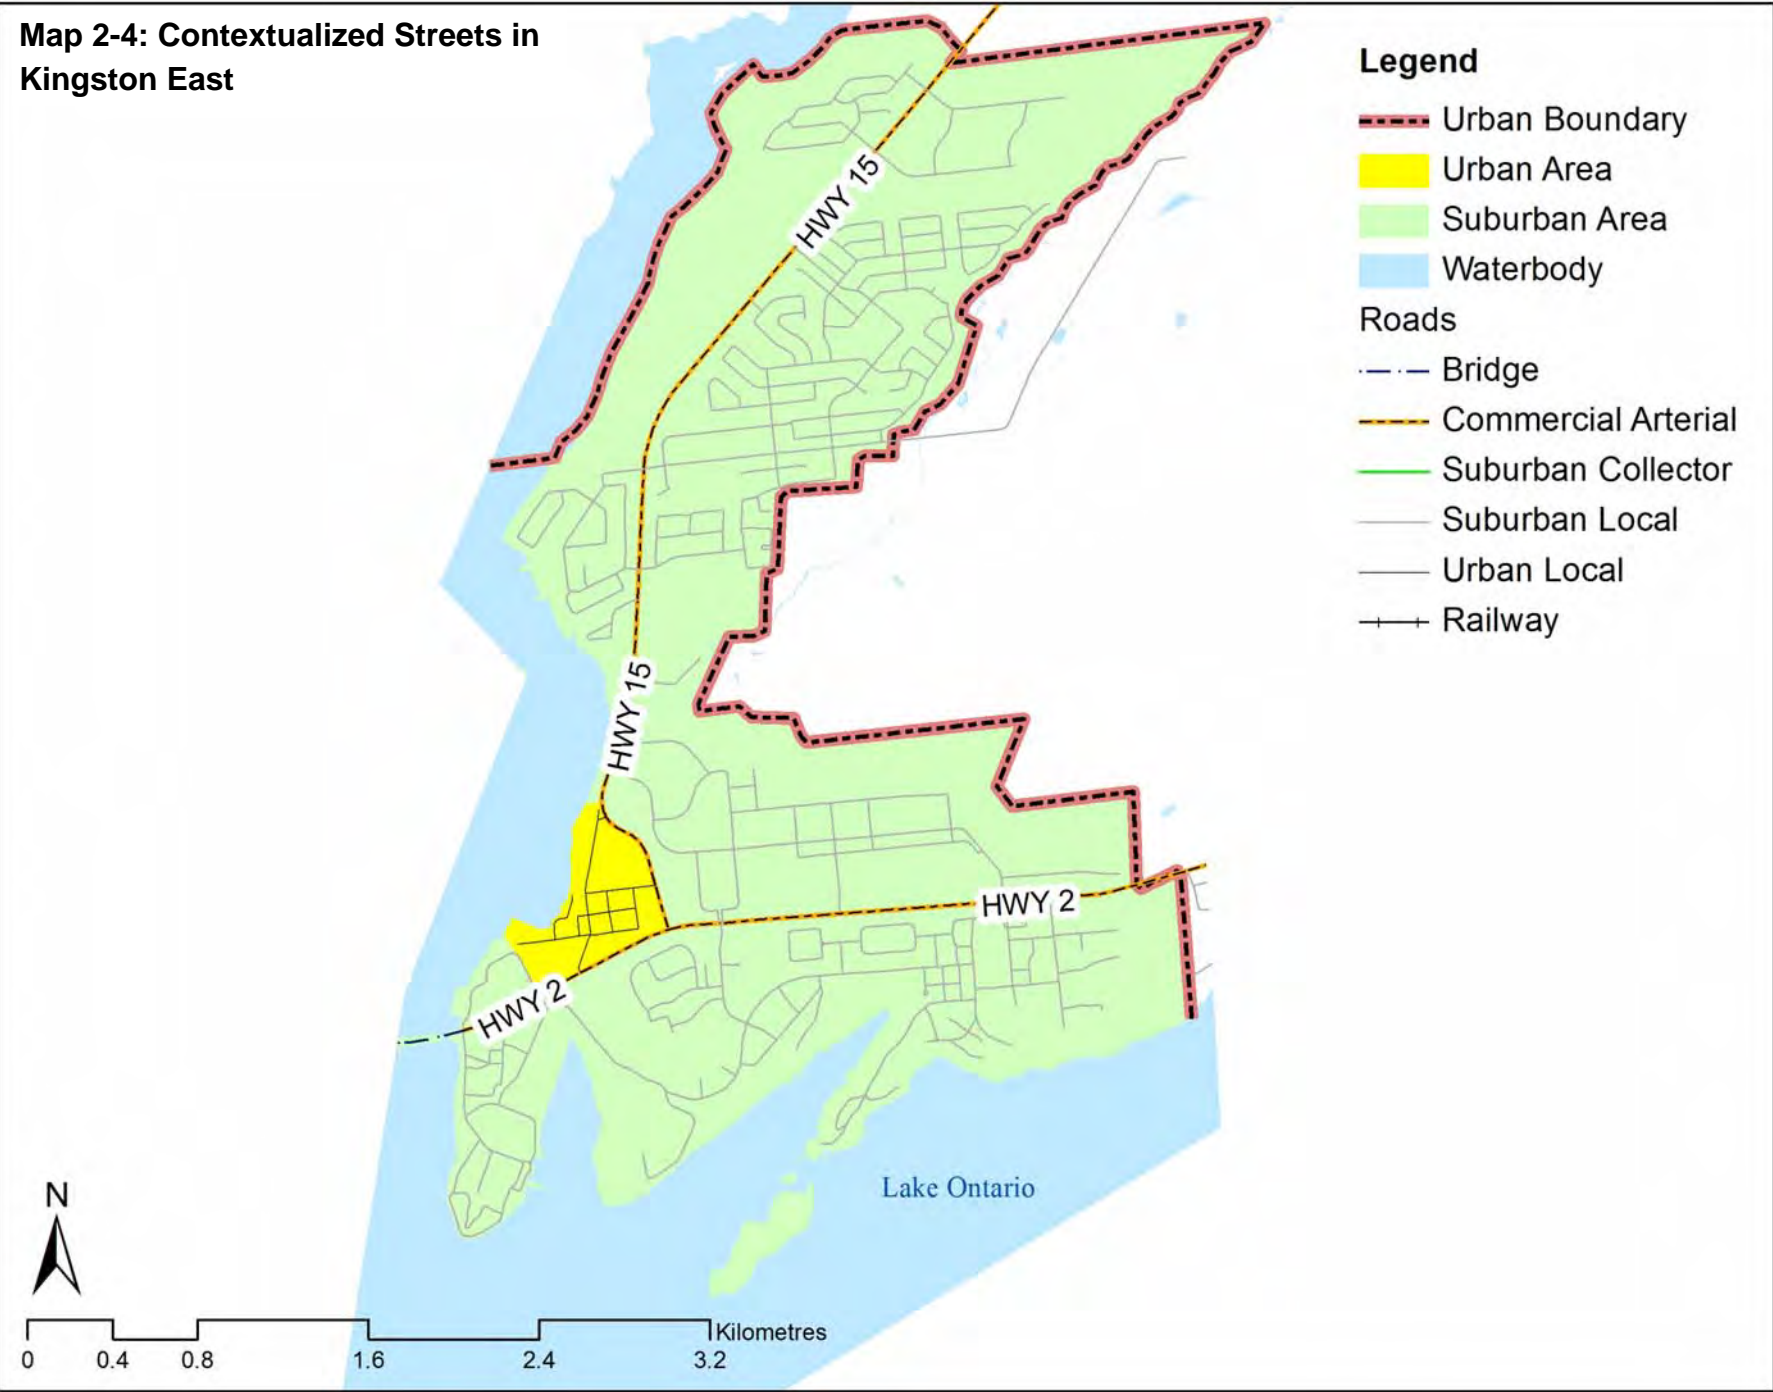 Map 2-4: Contextualized Streets in
Kingston East
Legend
Urban Boundary
Urban Area
Suburban Area
Waterbody
Roads
Bridge
Commercial Arterial
Suburban Collector
Suburban Local
Urban Local
Railway
HWY 15
HWY 15
HWY 2
HWY 2
Lake Ontario
N
Kilometres
0 0.4 0.8 1.6 2.4 3.2